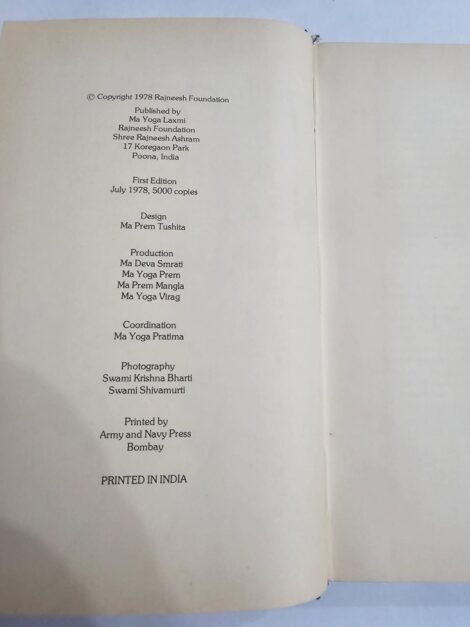 © Copyright 1978 Rajneesh Foundation
Published by
Ma Yoga Laxmi
Rajneesh Foundation
Shree Rajneesh Ashram
17 Koregaon Park
Poona, India
First Edition
July 1978, 5000 copies
Design
Ma Prem Tushita
Production
Ma Deva Smrati
Ma Yoga Prem
Ma Prem Mangla
Ma Yoga Virag
Coordination
Ma Yoga Pratima
Photography
Swami Krishna Bharti
Swami Shivamurti
Printed by
Army and Navy Press
Bombay
PRINTED IN INDIA